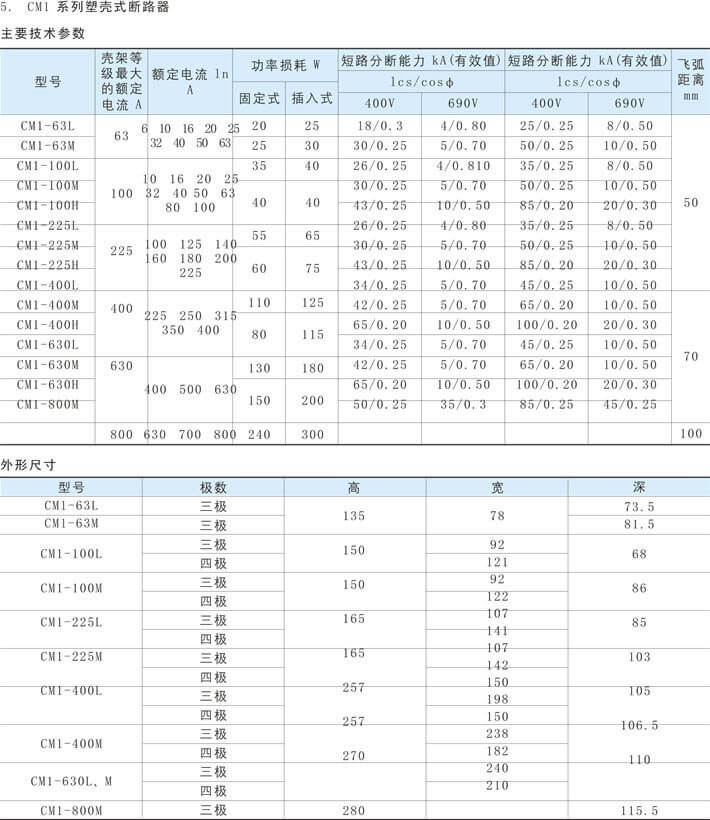 5. CM1 系列塑壳式断路器
主要技术参数
型号 壳架等级最大的额定电流 A 额定电流 ln A 功率损耗 W 短路分断能力 kA(有效值) 短路分断能力 kA(有效值) 飞弧距离 mm
固定式 插入式 lcs/cosφ lcs/cosφ
400V 690V 400V 690V
CM1-63L 63 6 10 16 20 25 20 25 18/0.3 4/0.80 25/0.25 8/0.50
CM1-63M 32 40 50 63 25 30 30/0.25 5/0.70 50/0.25 10/0.50
CM1-100L 35 40 26/0.25 4/0.810 35/0.25 8/0.50
CM1-100M 100 10 16 20 25 30/0.25 5/0.70 50/0.25 10/0.50
32 40 50 63
CM1-100H 80 100 40 40 43/0.25 10/0.50 85/0.20 20/0.30 50
CM1-225L 26/0.25 4/0.80 35/0.25 8/0.50
55 65
CM1-225M 225 100 125 140 30/0.25 5/0.70 50/0.25 10/0.50
CM1-225H 160 180 200 60 75 43/0.25 10/0.50 85/0.20 20/0.30
225
CM1-400L 34/0.25 5/0.70 45/0.25 10/0.50
CM1-400M 400 110 125 42/0.25 5/0.70 65/0.20 10/0.50
225 250 315
CM1-400H 350 400 65/0.20 10/0.50 100/0.20 20/0.30
80 115
CM1-630L 34/0.25 5/0.70 45/0.25 10/0.50
70
CM1-630M 630 130 180 42/0.25 5/0.70 65/0.20 10/0.50
CM1-630H 400 500 630 65/0.20 10/0.50 100/0.20 20/0.30
CM1-800M 150 200 50/0.25 35/0.3 85/0.25 45/0.25
800 630 700 800 240 300 100
外形尺寸
型号 极数 高 宽 深
CM1-63L 三极 135 78 73.5
CM1-63M 三极 81.5
CM1-100L 三极 150 92 68
四极 121
CM1-100M 三极 150 92 86
四极 122
CM1-225L 三极 165 107 85
四极 141
CM1-225M 三极 165 107 103
四极 142
CM1-400L 三极 257 150 105
198
四极 257 150 106.5
CM1-400M 三极 238
四极 270 182 110
CM1-630L、M 三极 240
四极 210
CM1-800M 三极 280 115.5